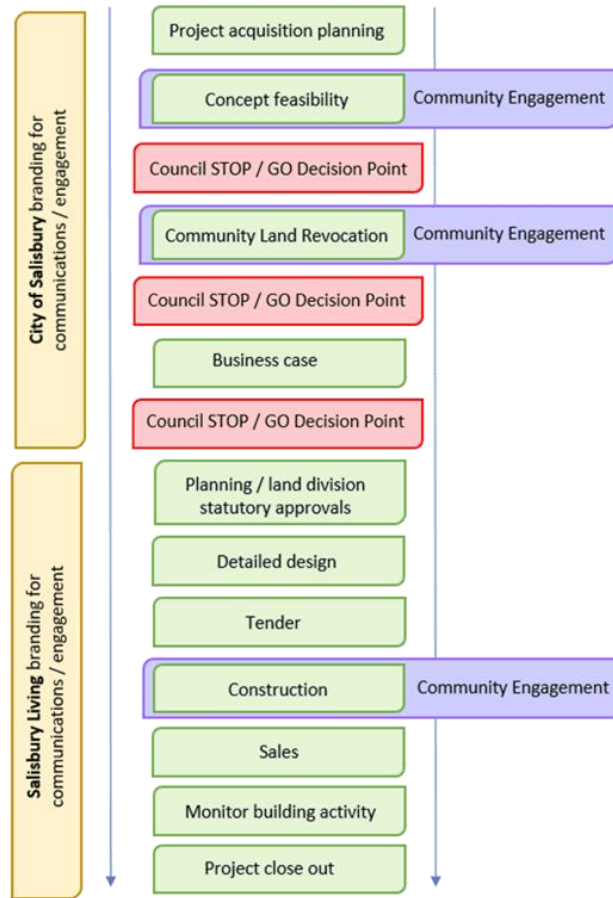 City of Salisbury branding for
communications / engagement
Project acquisition planning
Concept feasibility
Community Engagement
Council STOP / GO Decision Point
Community Land Revocation
Community Engagement
Council STOP / GO Decision Point
Business case
Council STOP / GO Decision Point
Salisbury Living branding for
communications / engagement
Planning / land division
statutory approvals
Detailed design
Tender
Construction
Community Engagement
Sales
Monitor building activity
Project close out